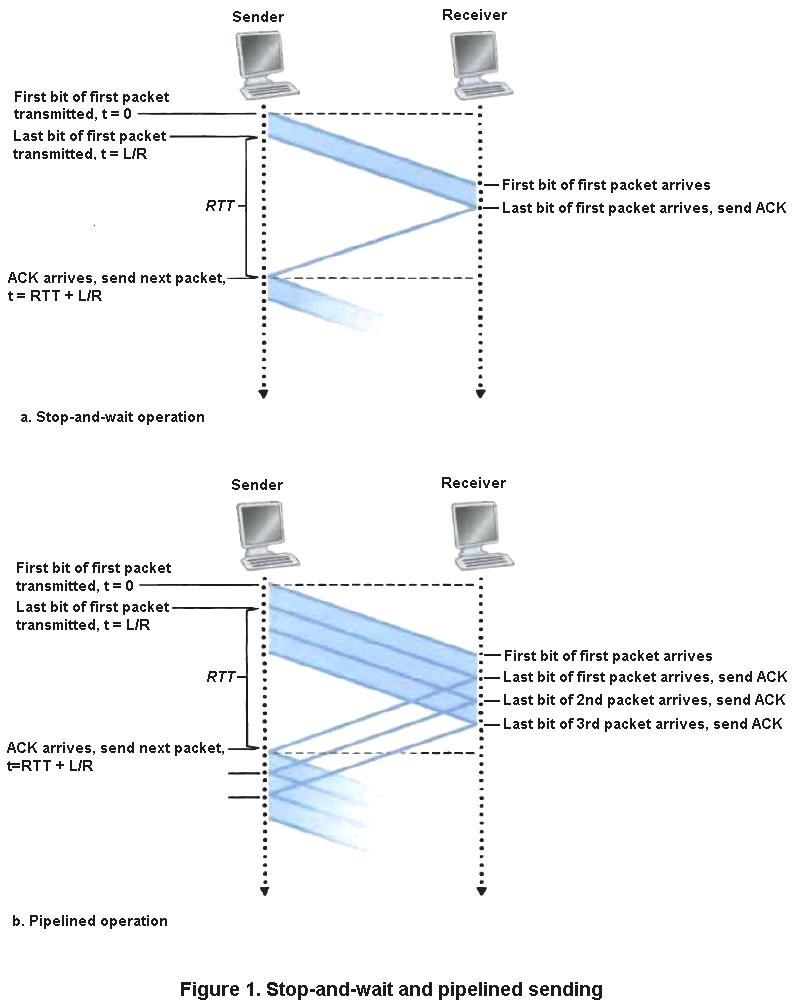 Sender
Receiver
First bit of first packet
transmitted, t = 0
Last bit of first packet
transmitted, t = L/R
First bit of first packet arrives
RTT
Last bit of first packet arrives, send ACK
ACK arrives, send next packet,
t = RTT + L/R
a. Stop-and-wait operation
Sender
Receiver
First bit of first packet
transmitted, t = 0
Last bit of first packet
transmitted, t = L/R
First bit of first packet arrives
RTT
Last bit of first packet arrives, send ACK
Last bit of 2nd packet arrives, send ACK
Last bit of 3rd packet arrives, send ACK
ACK arrives, send next packet,
t=RTT + L/R
b. Pipelined operation
Figure 1. Stop-and-wait and pipelined sending